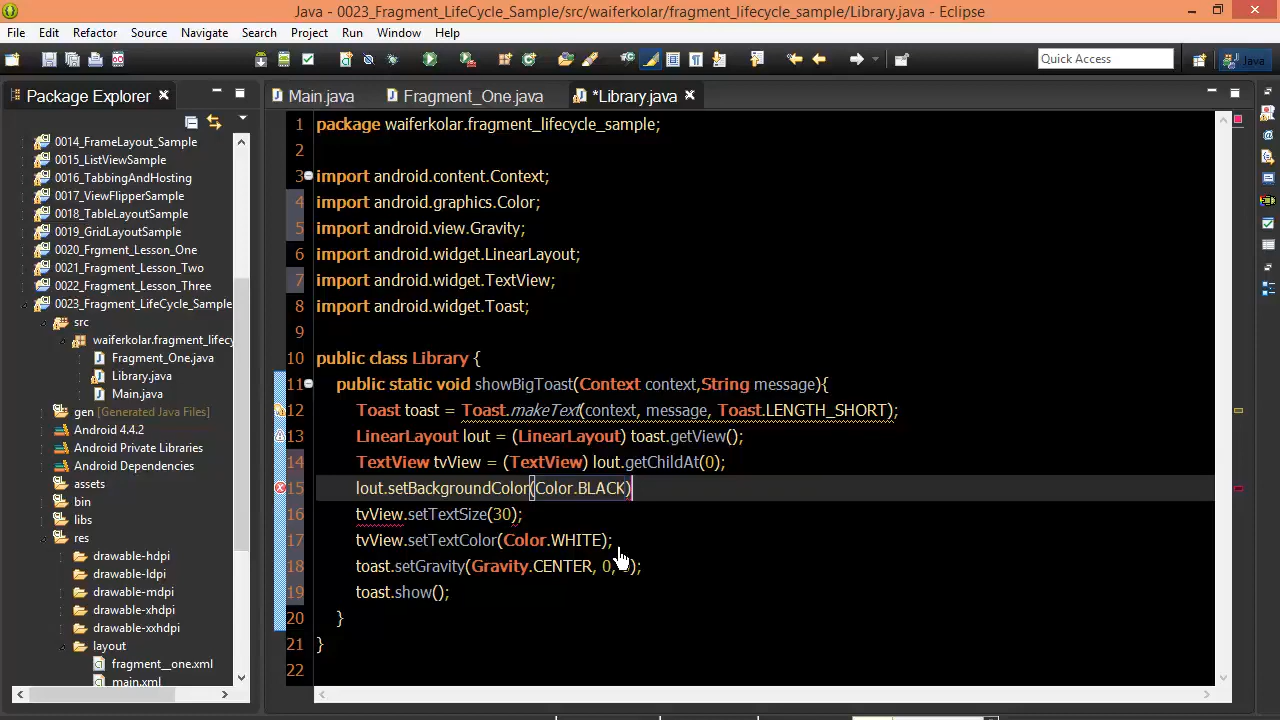 Java - 0023_Fragment_LifeCycle_Sample/src/waiferkolar/fragment_lifecycle_sample/Library.java - Eclipse
File Edit Refactor Source Navigate Search Project Run Window Help
Quick Access
Java
Package Explorer
Main.java
Fragment_One.java
*Library.java
0014_FrameLayout_Sample
0015_ListViewSample
0016_TabbingAndHosting
0017_ViewFlipperSample
0018_TableLayoutSample
0019_GridLayoutSample
0020_Frgment_Lesson_One
0021_Fragment_Lesson_Two
0022_Fragment_Lesson_Three
0023_Fragment_LifeCycle_Sample
src
waiferkolar.fragment_lifecy
Fragment_One.java
Library.java
Main.java
gen [Generated Java Files]
Android 4.4.2
Android Private Libraries
Android Dependencies
assets
bin
libs
res
drawable-hdpi
drawable-ldpi
drawable-mdpi
drawable-xhdpi
drawable-xxhdpi
layout
fragment__one.xml
main.xml
1 package waiferkolar.fragment_lifecycle_sample;
2
3 import android.content.Context;
4 import android.graphics.Color;
5 import android.view.Gravity;
6 import android.widget.LinearLayout;
7 import android.widget.TextView;
8 import android.widget.Toast;
9
10 public class Library {
11 public static void showBigToast(Context context,String message){
12 Toast toast = Toast.makeText(context, message, Toast.LENGTH_SHORT);
13 LinearLayout lout = (LinearLayout) toast.getView();
14 TextView tvView = (TextView) lout.getChildAt(0);
15 lout.setBackgroundColor(Color.BLACK)
16 tvView.setTextSize(30);
17 tvView.setTextColor(Color.WHITE);
18 toast.setGravity(Gravity.CENTER, 0, );
19 toast.show();
20 }
21 }
22